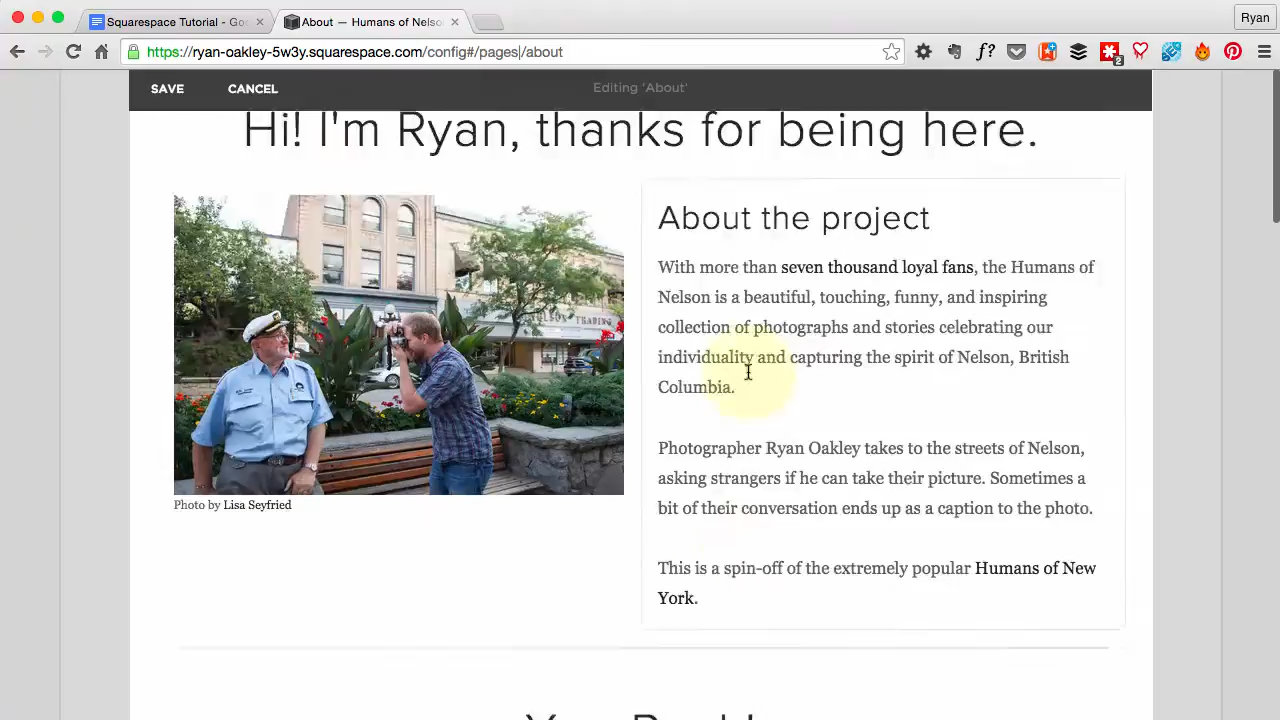 Squarespace Tutorial - Goo
About — Humans of Nelso
Ryan
https://ryan-oakley-5w3y.squarespace.com/config#/pages|/about
f?
2
SAVE CANCEL Editing 'About'
Hi! I'm Ryan, thanks for being here.
About the project
With more than seven thousand loyal fans, the Humans of
Nelson is a beautiful, touching, funny, and inspiring
collection of photographs and stories celebrating our
individuality and capturing the spirit of Nelson, British
Columbia.
Photographer Ryan Oakley takes to the streets of Nelson,
asking strangers if he can take their picture. Sometimes a
bit of their conversation ends up as a caption to the photo.
This is a spin-off of the extremely popular Humans of New
York.
NELSON TRADING
Photo by Lisa Seyfried